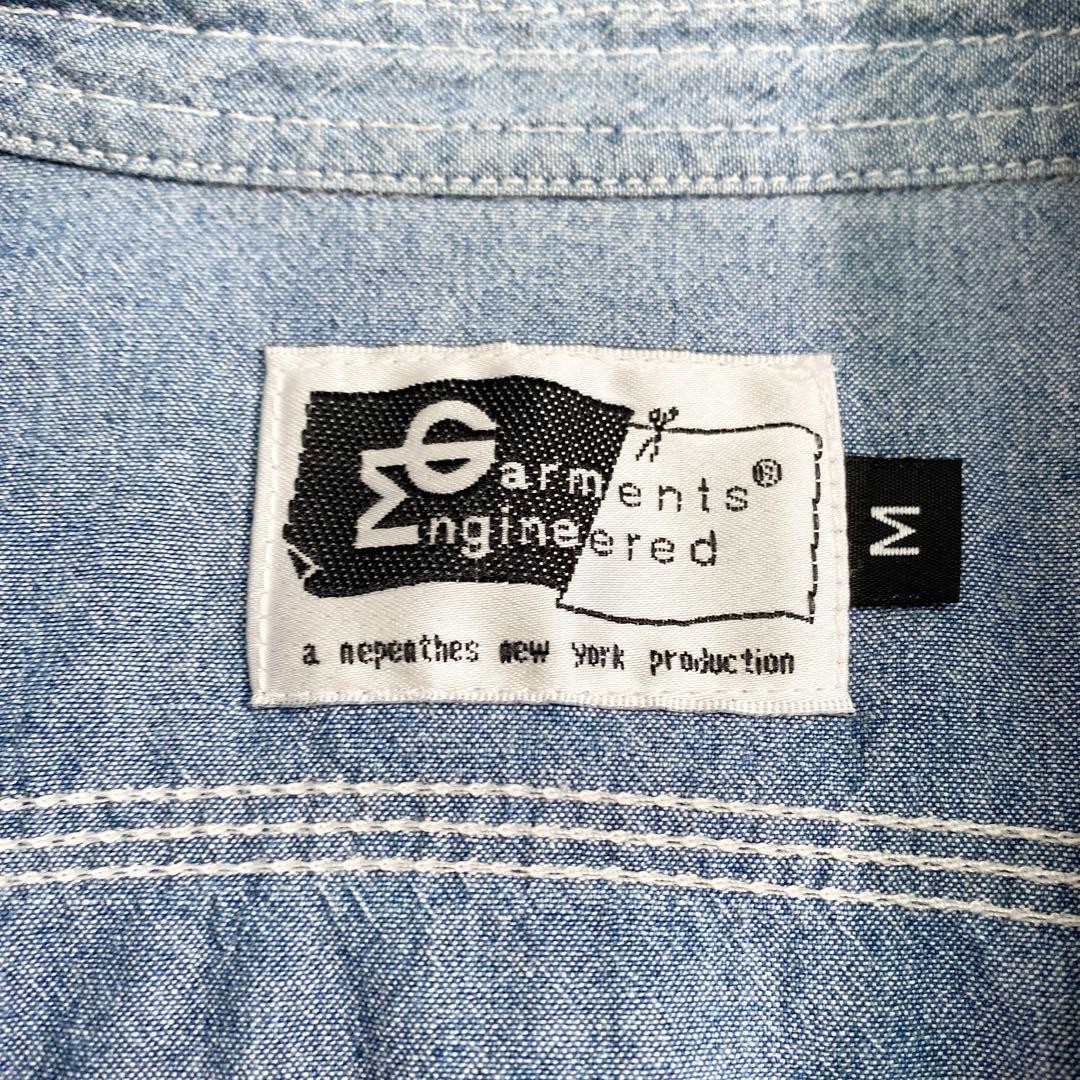 Garments®
Engineered
a nepenthes new york production
M